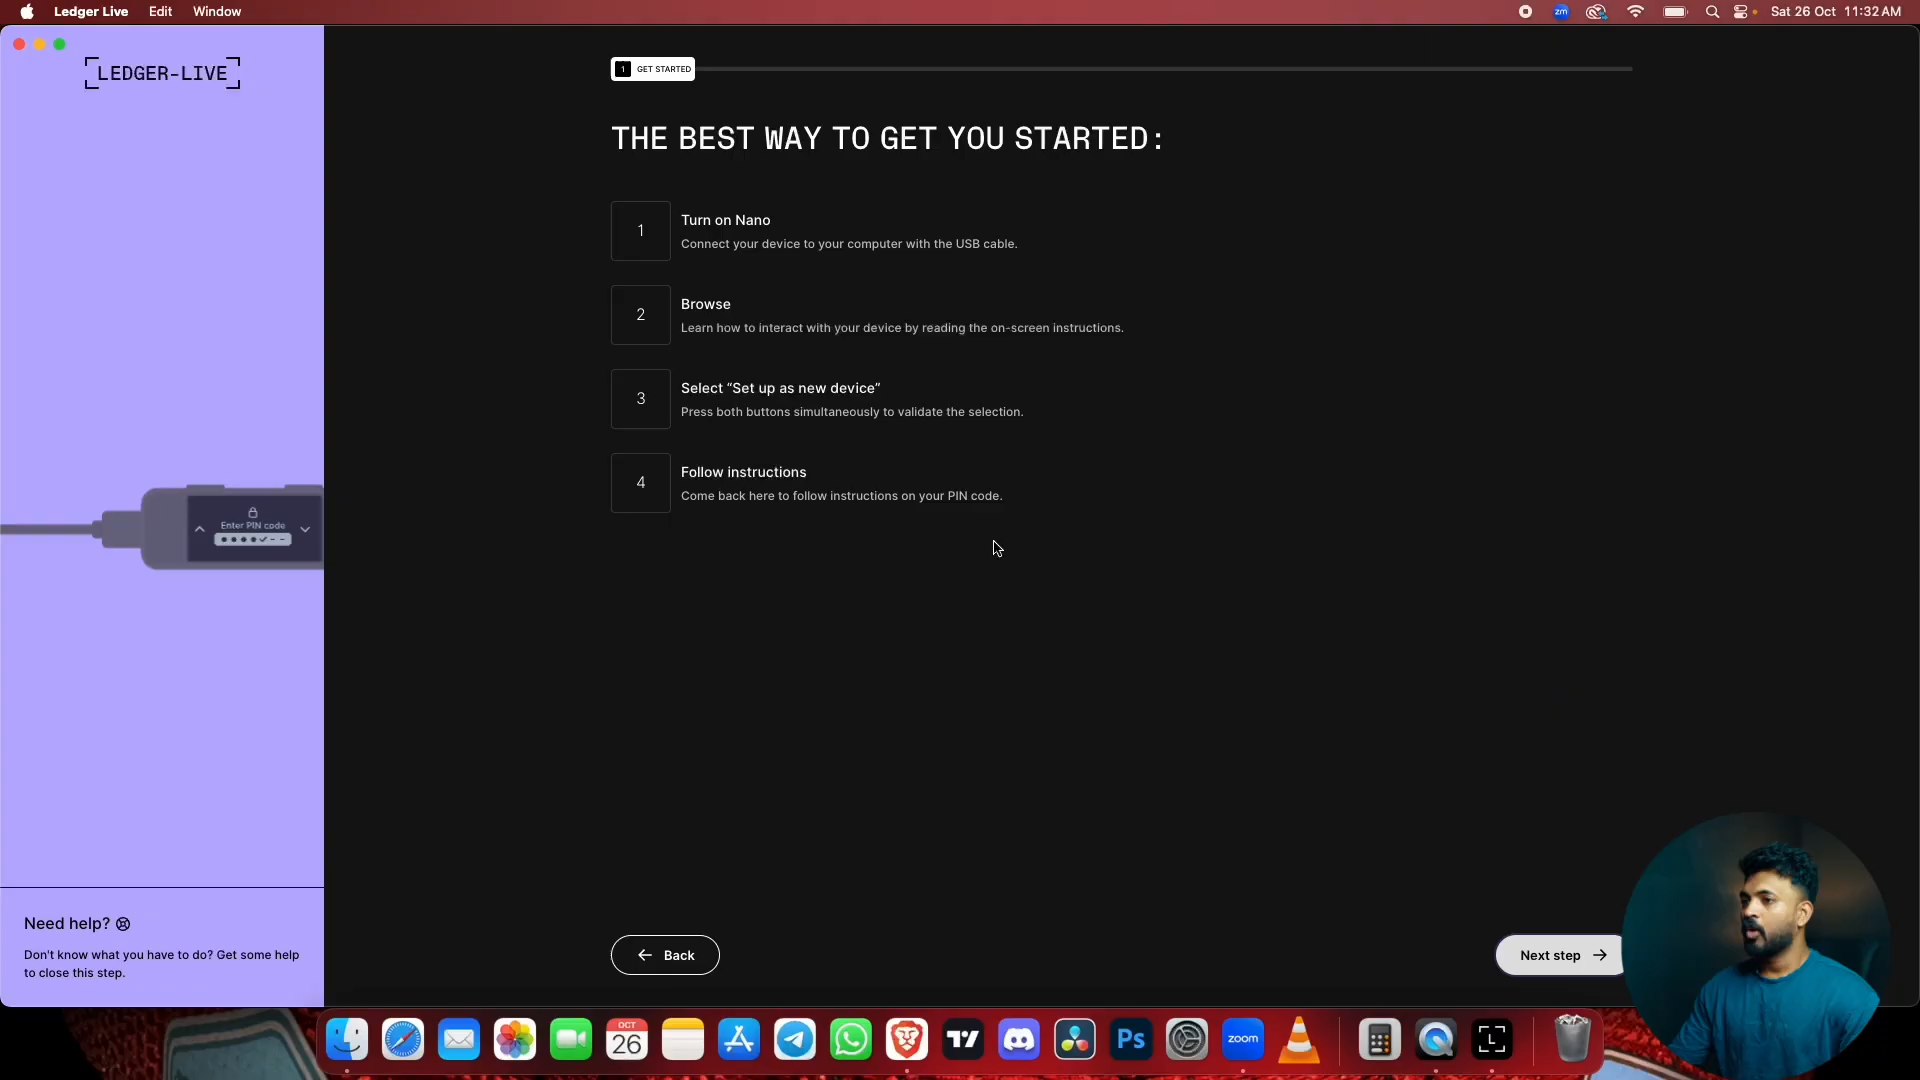 Ledger Live Edit Window
zm
Sat 26 Oct 11:32 AM
LEDGER-LIVE
1 GET STARTED
THE BEST WAY TO GET YOU STARTED:
1
Turn on Nano
Connect your device to your computer with the USB cable.
2
Browse
Learn how to interact with your device by reading the on-screen instructions.
3
Select “Set up as new device”
Press both buttons simultaneously to validate the selection.
4
Follow instructions
Come back here to follow instructions on your PIN code.
Enter PIN code
Need help?
Don't know what you have to do? Get some help
to close this step.
Back
Next step
OCT
26
Ps
zoom
L